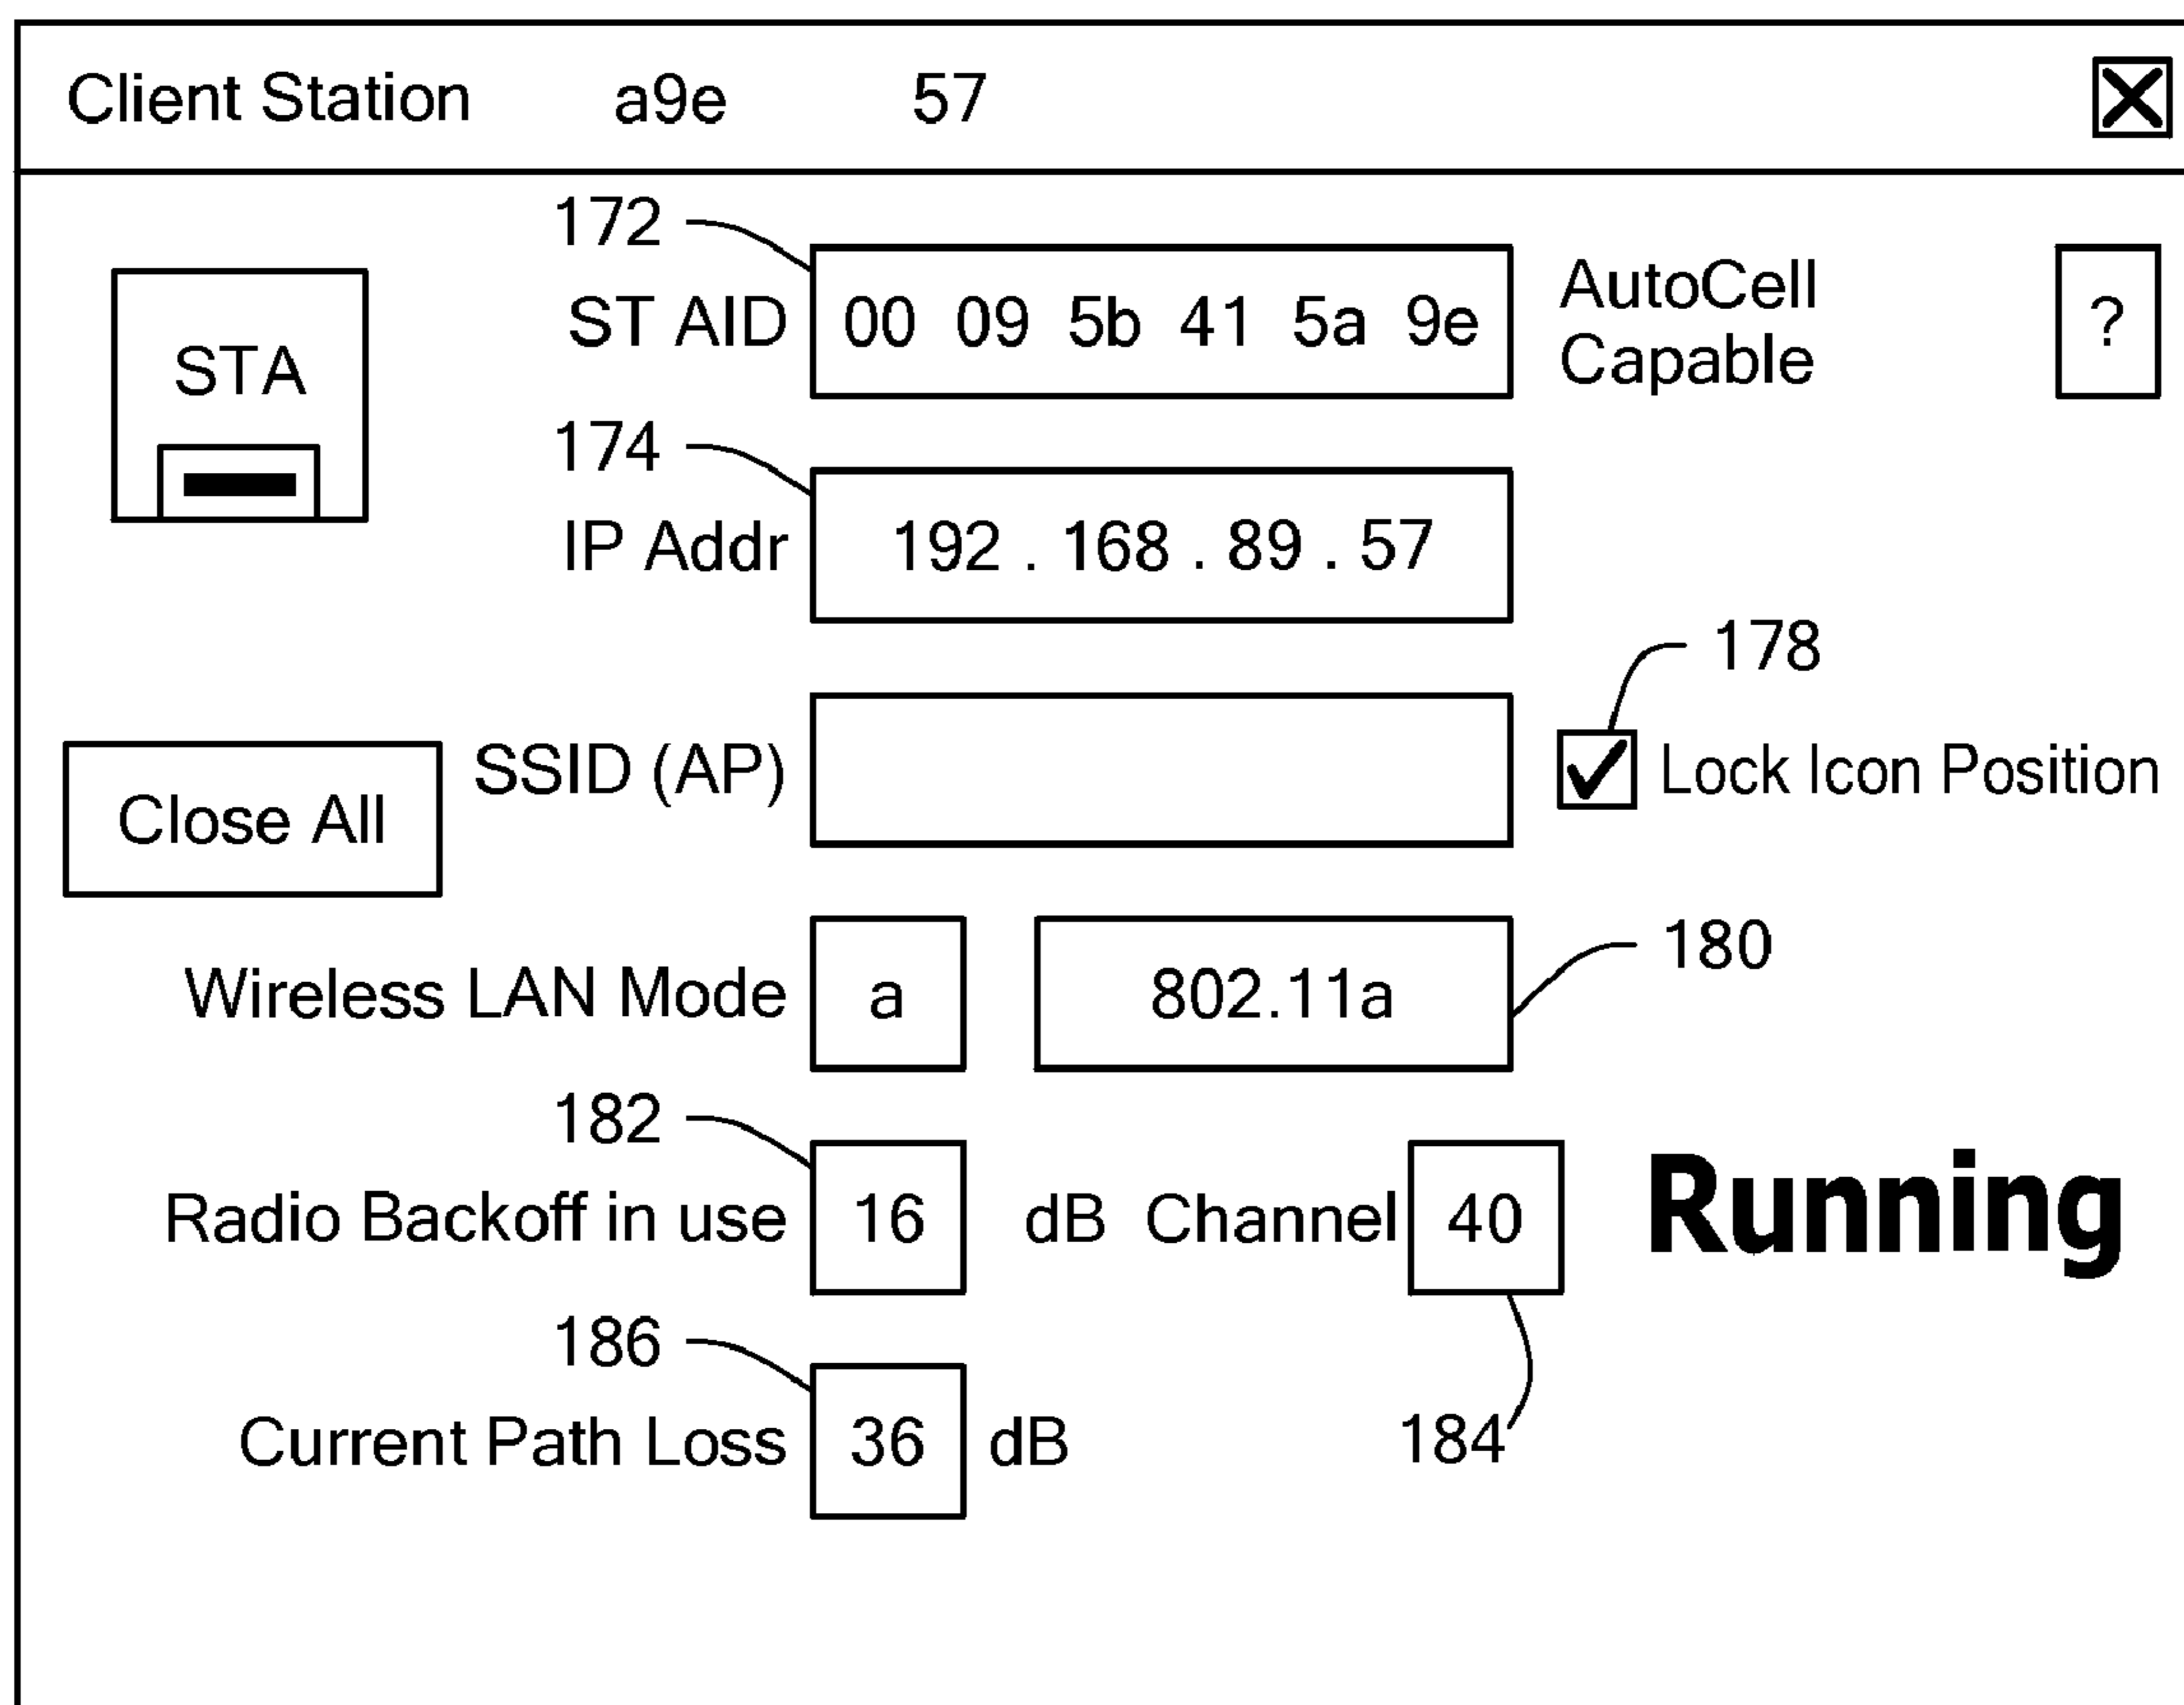 Client Station a9e 57
172
ST AID 00 09 5b 41 5a 9e AutoCell Capable ?
STA
174
IP Addr 192 . 168 . 89 . 57
178
SSID (AP) Lock Icon Position
Close All
180
Wireless LAN Mode a 802.11a
182
Radio Backoff in use 16 dB Channel 40 Running
186
Current Path Loss 36 dB 184